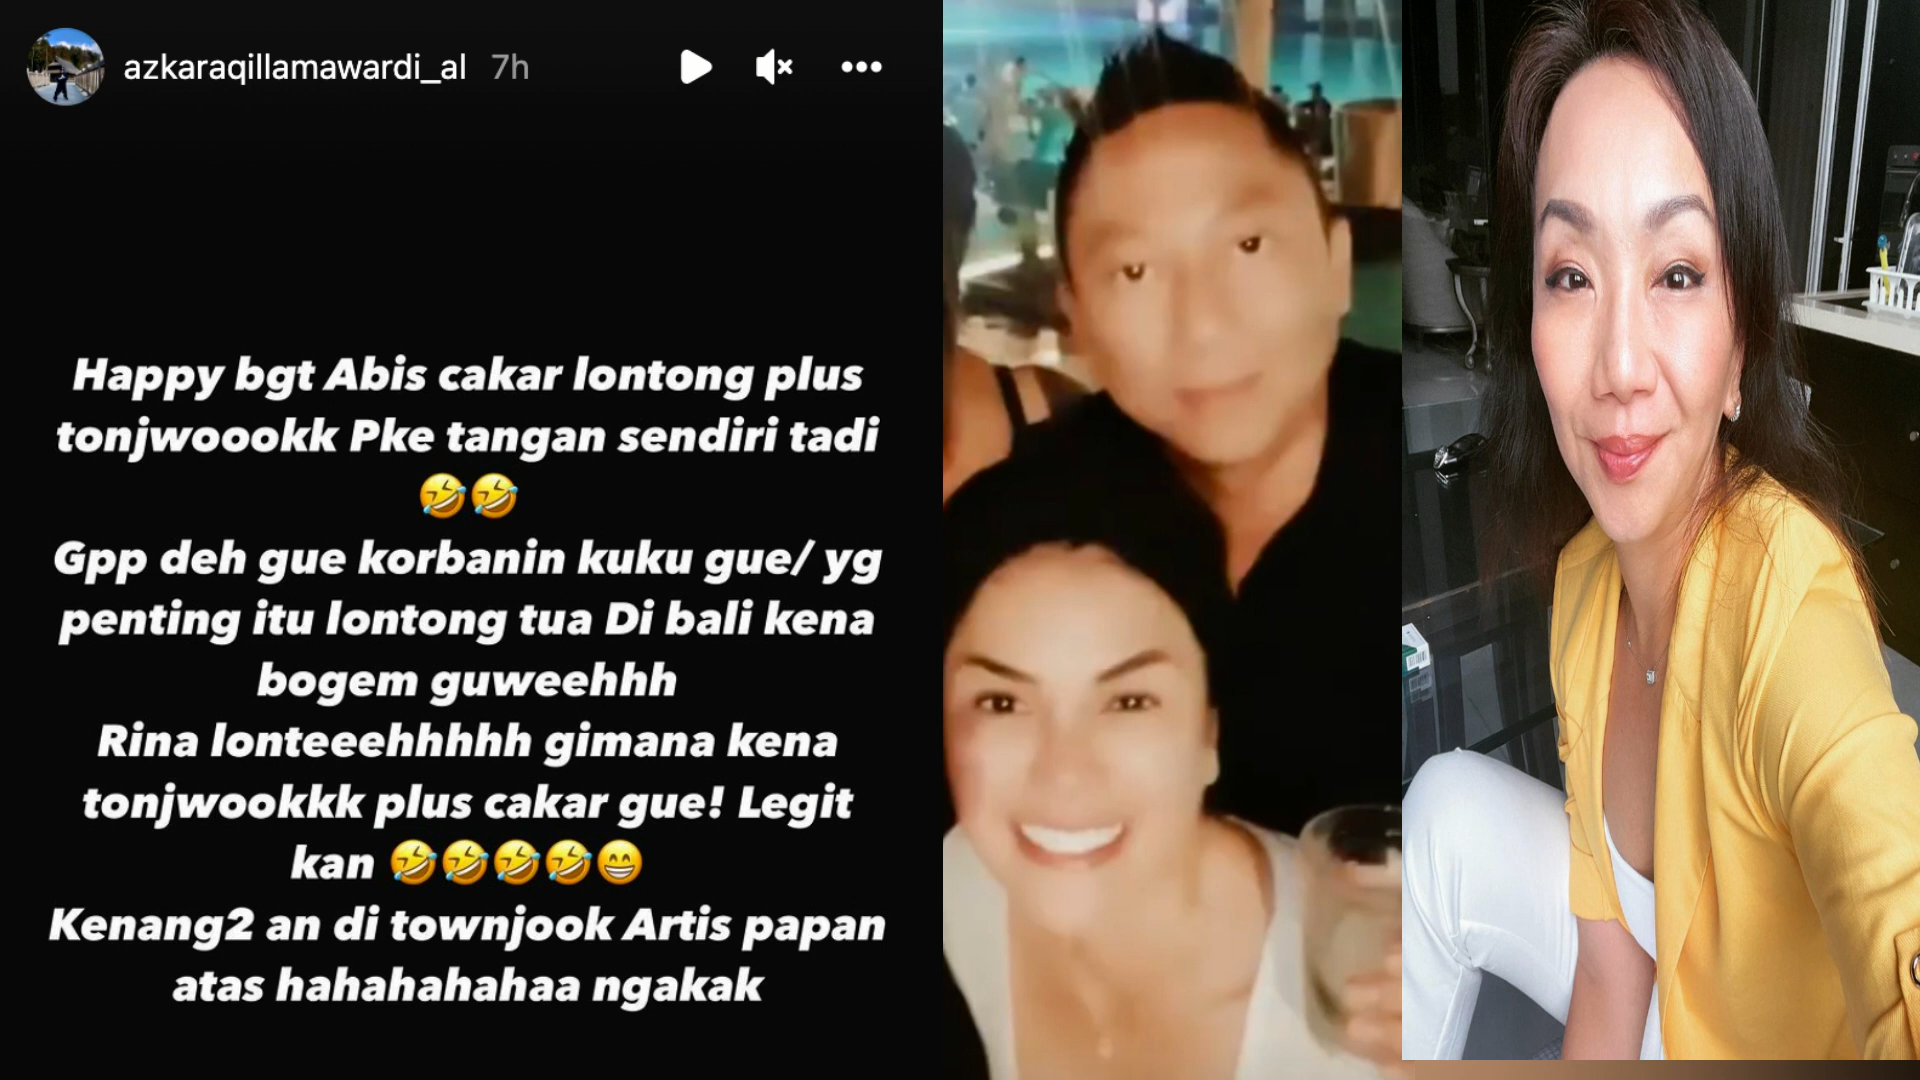 azkaraqillamawardi_al 7h
Happy bgt Abis cakar lontong plus
tonjwoookk Pke tangan sendiri tadi
🤣🤣
Gpp deh gue korbanin kuku gue/ yg
penting itu lontong tua Di bali kena
bogem guweehhh
Rina lonteeehhhhh gimana kena
tonjwookkk plus cakar gue! Legit
kan 🤣🤣🤣🤣😁
Kenang2 an di townjook Artis papan
atas hahahahahaa ngakak